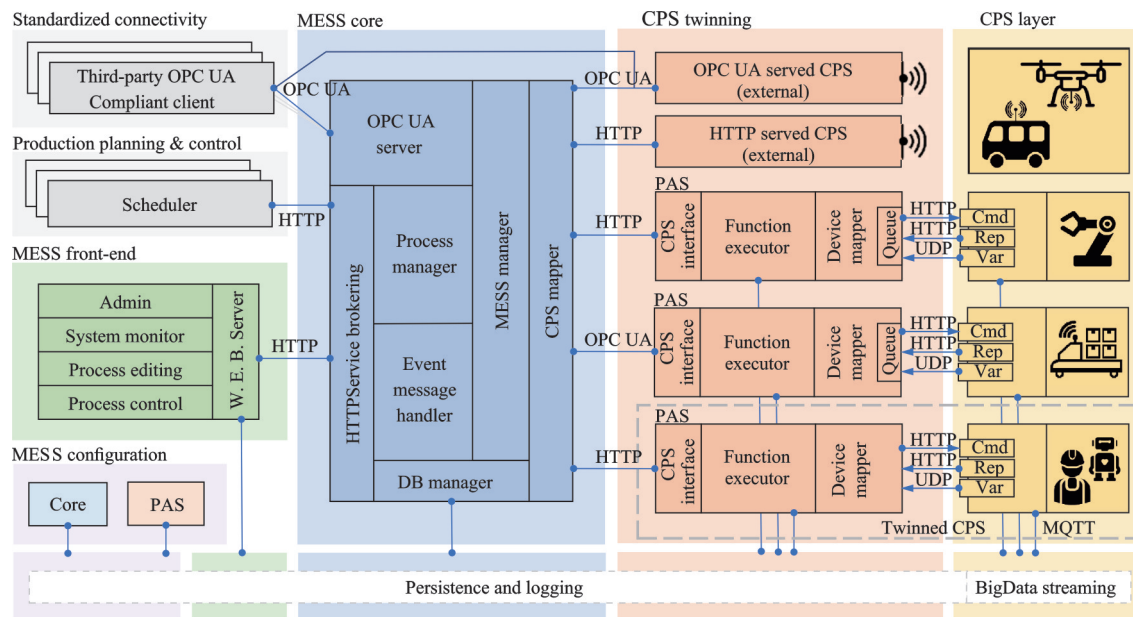 Standardized connectivity
Third-party OPC UA
Compliant client
Production planning & control
Scheduler
HTTP
MESS front-end
Admin
System monitor
Process editing
Process control
W. E. B. Server
HTTP
MESS configuration
Core
PAS
MESS core
OPC UA
OPC UA
server
HTTPService brokering
Process
manager
Event
message
handler
MESS manager
CPS mapper
DB manager
CPS twinning
OPC UA
OPC UA served CPS
(external)
HTTP
HTTP served CPS
(external)
PAS
HTTP
CPS
interface
Function
executor
Device
mapper
Queue
HTTP
HTTP
UDP
PAS
OPC UA
CPS
interface
Function
executor
Device
mapper
Queue
HTTP
HTTP
UDP
PAS
HTTP
CPS
interface
Function
executor
Device
mapper
HTTP
HTTP
UDP
Twinned CPS
MQTT
CPS layer
Cmd
Rep
Var
Cmd
Rep
Var
Cmd
Rep
Var
Persistence and logging
BigData streaming